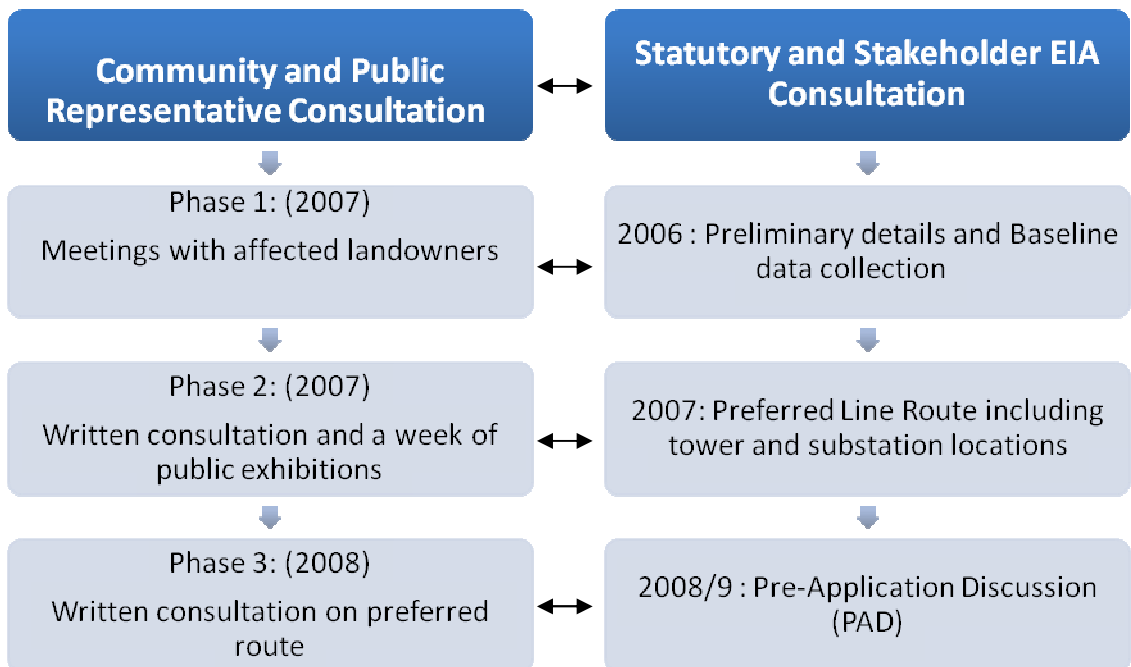 Community and Public
Representative Consultation
Statutory and Stakeholder EIA
Consultation
Phase 1: (2007)
Meetings with affected landowners
2006 : Preliminary details and Baseline
data collection
Phase 2: (2007)
Written consultation and a week of
public exhibitions
2007: Preferred Line Route including
tower and substation locations
Phase 3: (2008)
Written consultation on preferred
route
2008/9 : Pre-Application Discussion
(PAD)